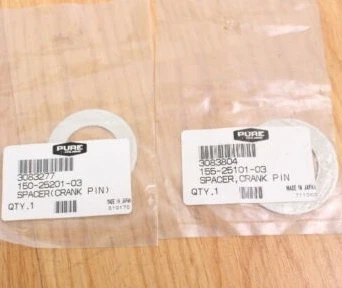 PURE
3083277
150-25201-03
SPACER(CRANK PIN)
QTY.1
MADE IN JAPAN
PURE
3083804
155-25101-03
SPACER,CRANK PIN
QTY.1
MADE IN JAPAN